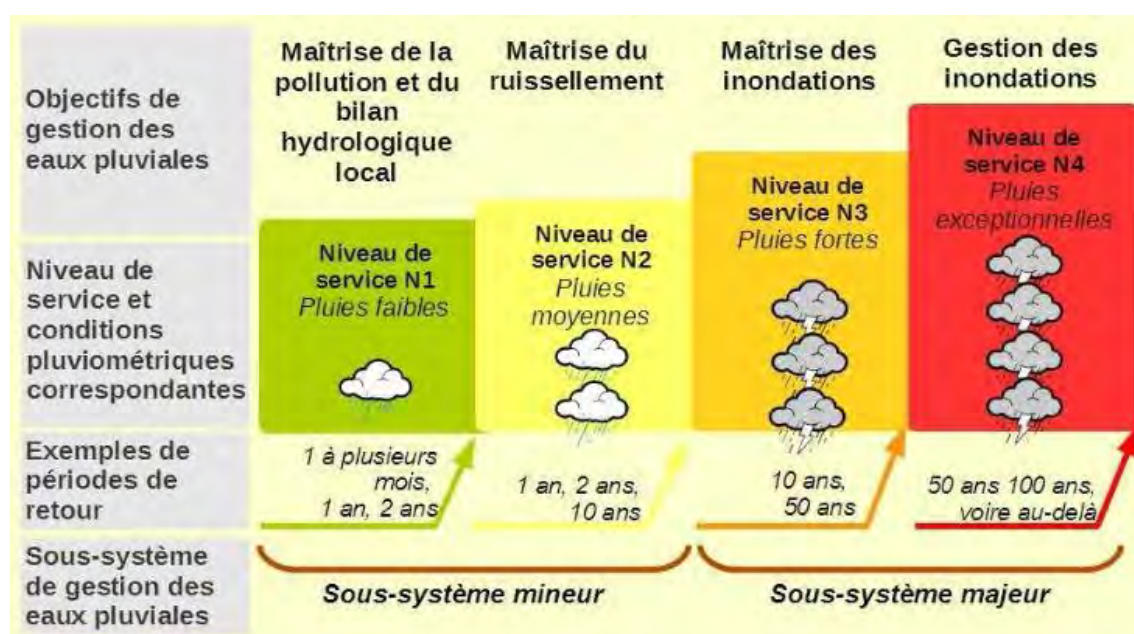 Objectifs de
gestion des
eaux pluviales
Maîtrise de la
pollution et du
bilan
hydrologique
local
Maîtrise du
ruissellement
Maîtrise des
inondations
Gestion des
inondations
Niveau de
service et
conditions
pluviométriques
correspondantes
Niveau de
service N1
Pluies faibles
Niveau de
service N2
Pluies
moyennes
Niveau de
service N3
Pluies fortes
Niveau de
service N4
Pluies
exceptionnelles
Exemples de
périodes de
retour
1 à plusieurs
mois,
1 an, 2 ans
1 an, 2 ans,
10 ans
10 ans,
50 ans
50 ans 100 ans,
voire au-delà
Sous-système
de gestion des
eaux pluviales
Sous-système mineur
Sous-système majeur